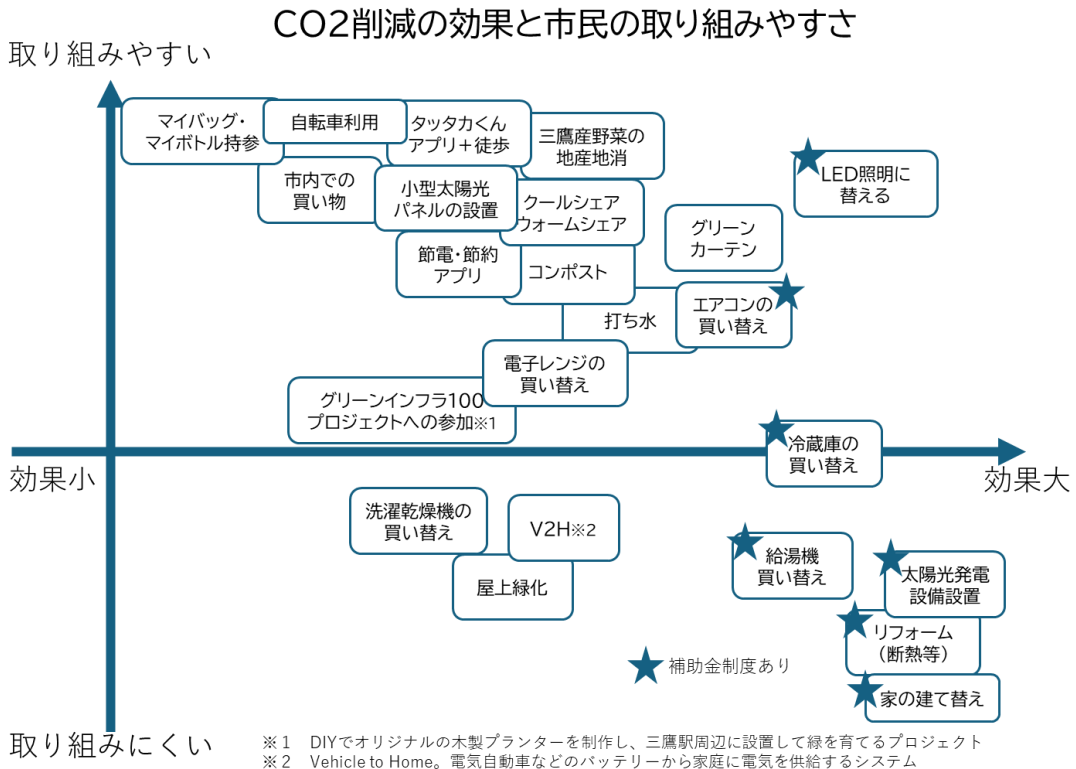 CO2削減の効果と市民の取り組みやすさ
取り組みやすい
マイバッグ・
マイボトル持参
自転車利用
タッタカくん
アプリ＋徒歩
三鷹産野菜の
地産地消
LED照明に
替える
市内での
買い物
小型太陽光
パネルの設置
クールシェア
ウォームシェア
グリーン
カーテン
節電・節約
アプリ
コンポスト
打ち水
エアコンの
買い替え
電子レンジの
買い替え
グリーンインフラ100
プロジェクトへの参加※1
冷蔵庫の
買い替え
効果小
効果大
洗濯乾燥機の
買い替え
V2H※2
屋上緑化
給湯機
買い替え
太陽光発電
設備設置
リフォーム
（断熱等）
家の建て替え
補助金制度あり
取り組みにくい
※１　DIYでオリジナルの木製プランターを制作し、三鷹駅周辺に設置して緑を育てるプロジェクト
※２　Vehicle to Home。電気自動車などのバッテリーから家庭に電気を供給するシステム